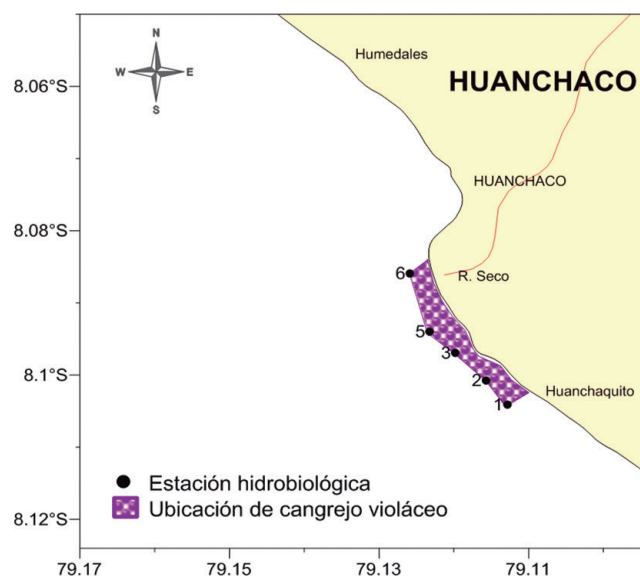 N
W E
S
Humedales
HUANCHACO
8.06°S
HUANCHACO
8.08°S
6
R. Seco
5
3
8.1°S
2
Huanchaquito
1
Estación hidrobiológica
Ubicación de cangrejo violáceo
8.12°S
79.17 79.15 79.13 79.11